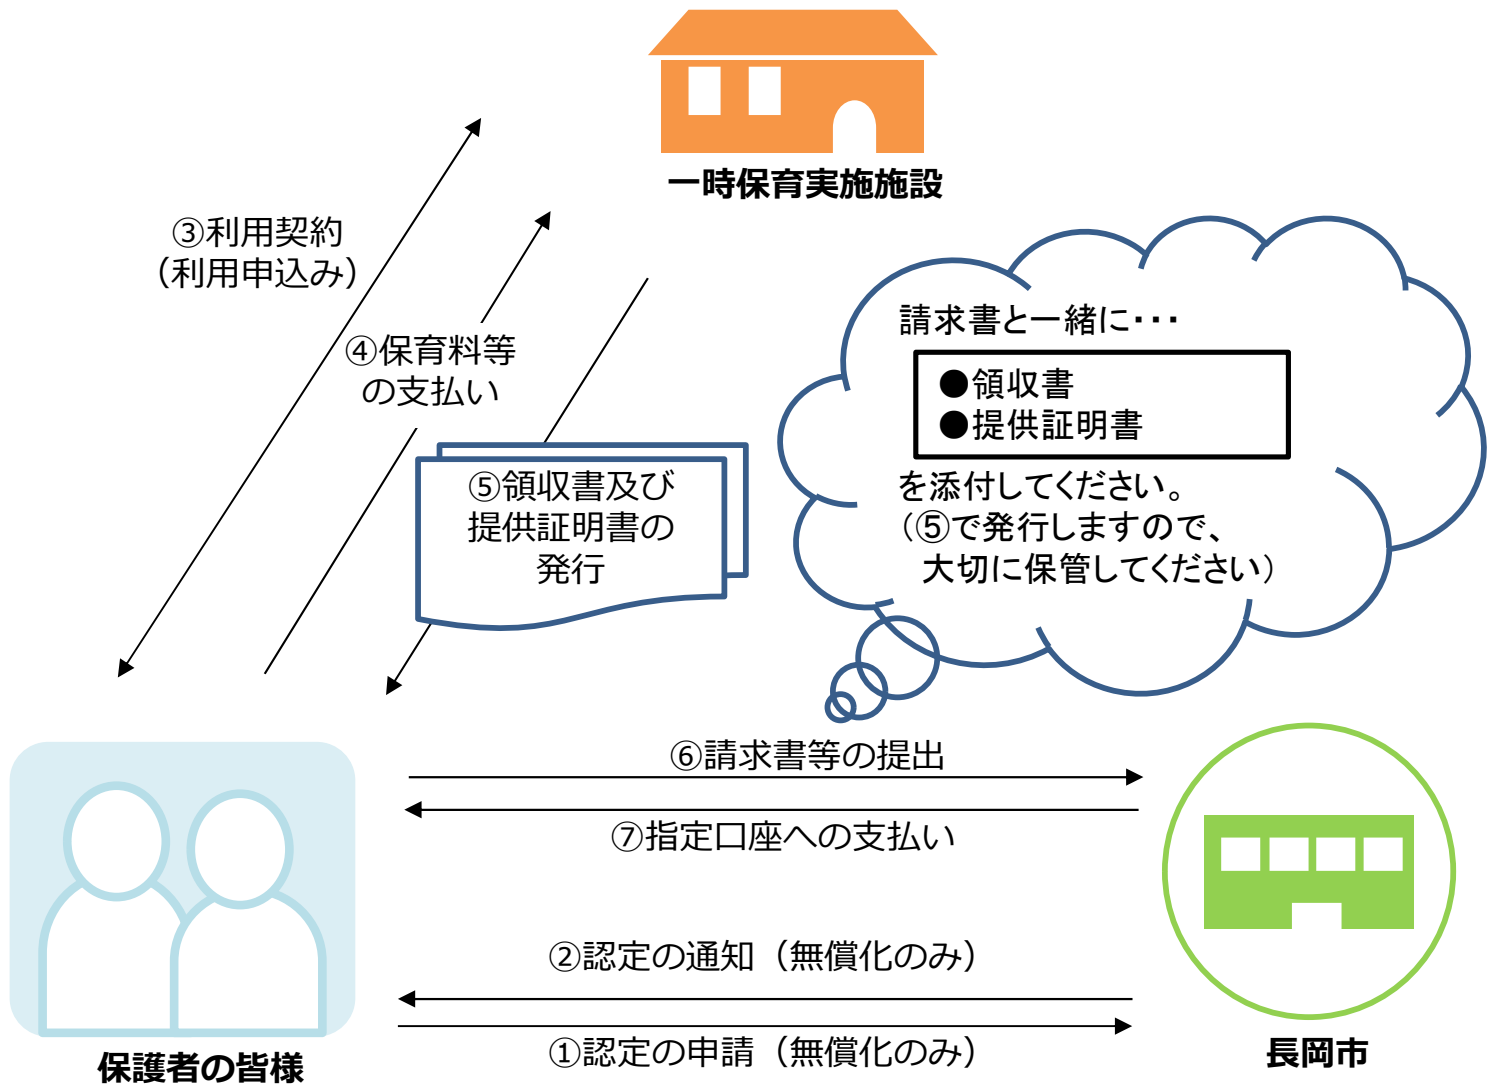 一時保育実施施設
③利用契約
（利用申込み）
④保育料等
の支払い
⑤領収書及び
提供証明書の
発行
請求書と一緒に・・・
●領収書
●提供証明書
を添付してください。
（⑤で発行しますので、
大切に保管してください）
⑥請求書等の提出
⑦指定口座への支払い
②認定の通知（無償化のみ）
①認定の申請（無償化のみ）
保護者の皆様
長岡市